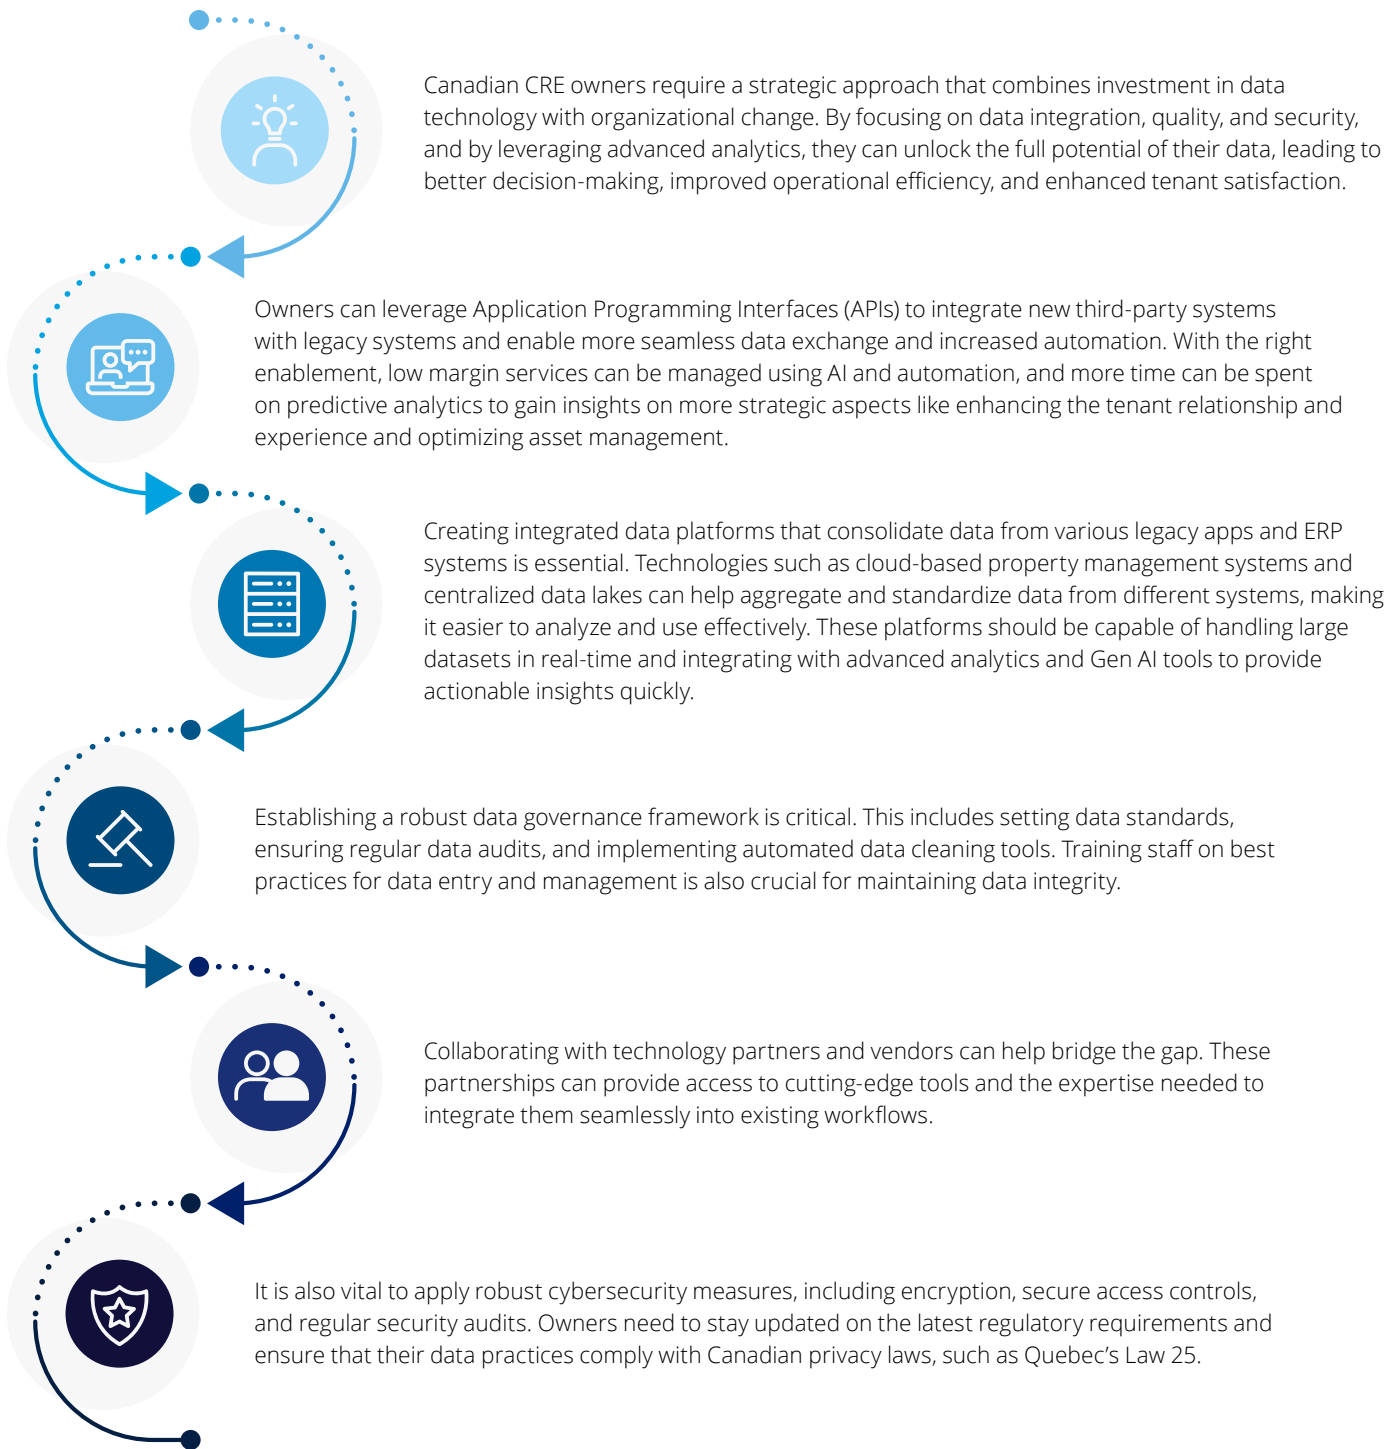 Canadian CRE owners require a strategic approach that combines investment in data
technology with organizational change. By focusing on data integration, quality, and security,
and by leveraging advanced analytics, they can unlock the full potential of their data, leading to
better decision-making, improved operational efficiency, and enhanced tenant satisfaction.
Owners can leverage Application Programming Interfaces (APIs) to integrate new third-party systems
with legacy systems and enable more seamless data exchange and increased automation. With the right
enablement, low margin services can be managed using AI and automation, and more time can be spent
on predictive analytics to gain insights on more strategic aspects like enhancing the tenant relationship and
experience and optimizing asset management.
Creating integrated data platforms that consolidate data from various legacy apps and ERP
systems is essential. Technologies such as cloud-based property management systems and
centralized data lakes can help aggregate and standardize data from different systems, making
it easier to analyze and use effectively. These platforms should be capable of handling large
datasets in real-time and integrating with advanced analytics and Gen AI tools to provide
actionable insights quickly.
Establishing a robust data governance framework is critical. This includes setting data standards,
ensuring regular data audits, and implementing automated data cleaning tools. Training staff on best
practices for data entry and management is also crucial for maintaining data integrity.
Collaborating with technology partners and vendors can help bridge the gap. These
partnerships can provide access to cutting-edge tools and the expertise needed to
integrate them seamlessly into existing workflows.
It is also vital to apply robust cybersecurity measures, including encryption, secure access controls,
and regular security audits. Owners need to stay updated on the latest regulatory requirements and
ensure that their data practices comply with Canadian privacy laws, such as Quebec’s Law 25.